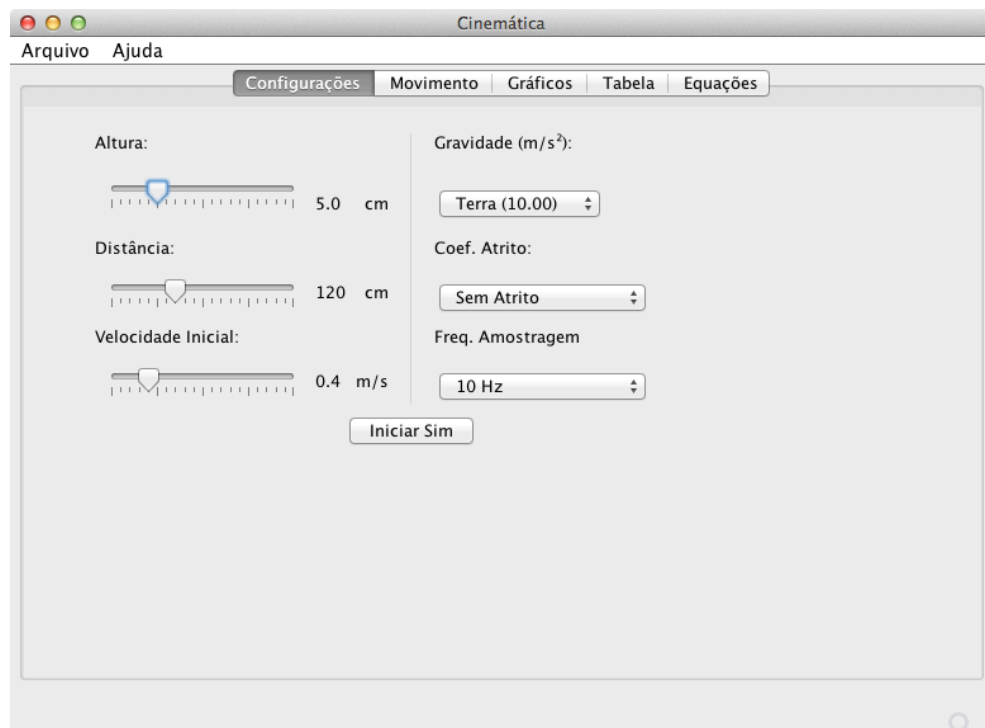 Cinemática
Arquivo Ajuda
Configurações Movimento Gráficos Tabela Equações
Altura:
5.0 cm
Distância:
120 cm
Velocidade Inicial:
0.4 m/s
Gravidade (m/s²):
Terra (10.00)
Coef. Atrito:
Sem Atrito
Freq. Amostragem
10 Hz
Iniciar Sim